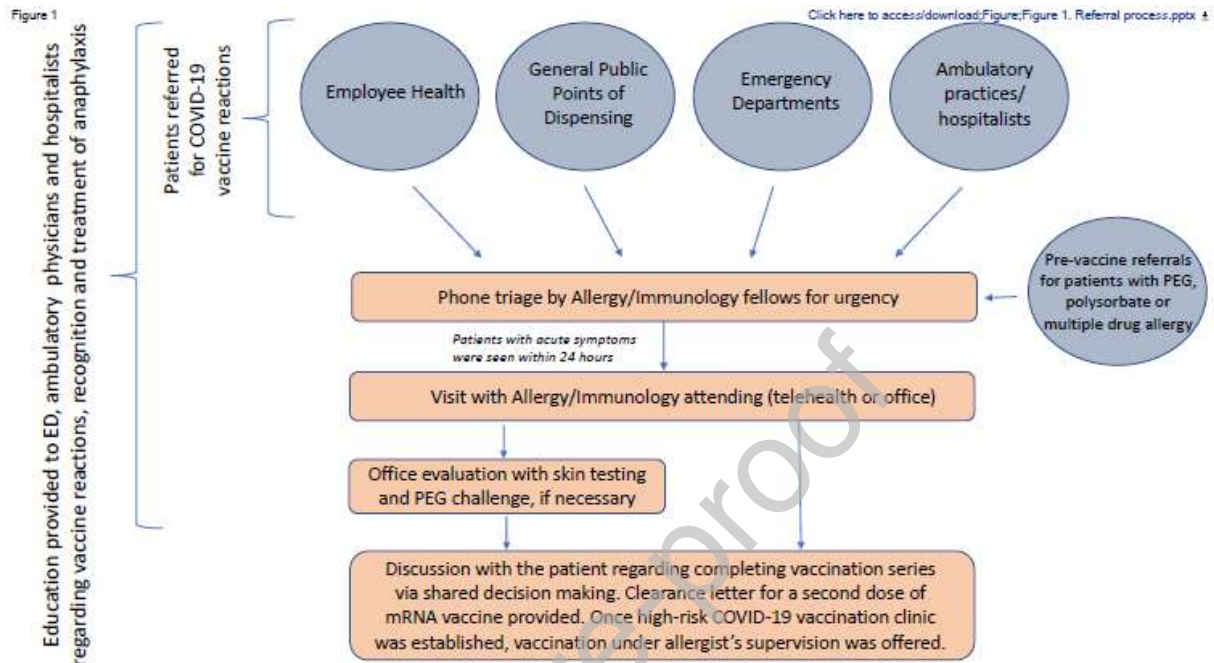 Figure 1
Click here to access/download;Figure;Figure 1. Referral process.pptx
Education provided to ED, ambulatory physicians and hospitalists
regarding vaccine reactions, recognition and treatment of anaphylaxis
Patients referred
for COVID-19
vaccine reactions
Employee Health
General Public
Points of
Dispensing
Emergency
Departments
Ambulatory
practices/
hospitalists
Pre-vaccine referrals
for patients with PEG,
polysorbate or
multiple drug allergy
Phone triage by Allergy/Immunology fellows for urgency
Patients with acute symptoms
were seen within 24 hours
Visit with Allergy/Immunology attending (telehealth or office)
Office evaluation with skin testing
and PEG challenge, if necessary
Discussion with the patient regarding completing vaccination series
via shared decision making. Clearance letter for a second dose of
mRNA vaccine provided. Once high-risk COVID-19 vaccination clinic
was established, vaccination under allergist's supervision was offered.